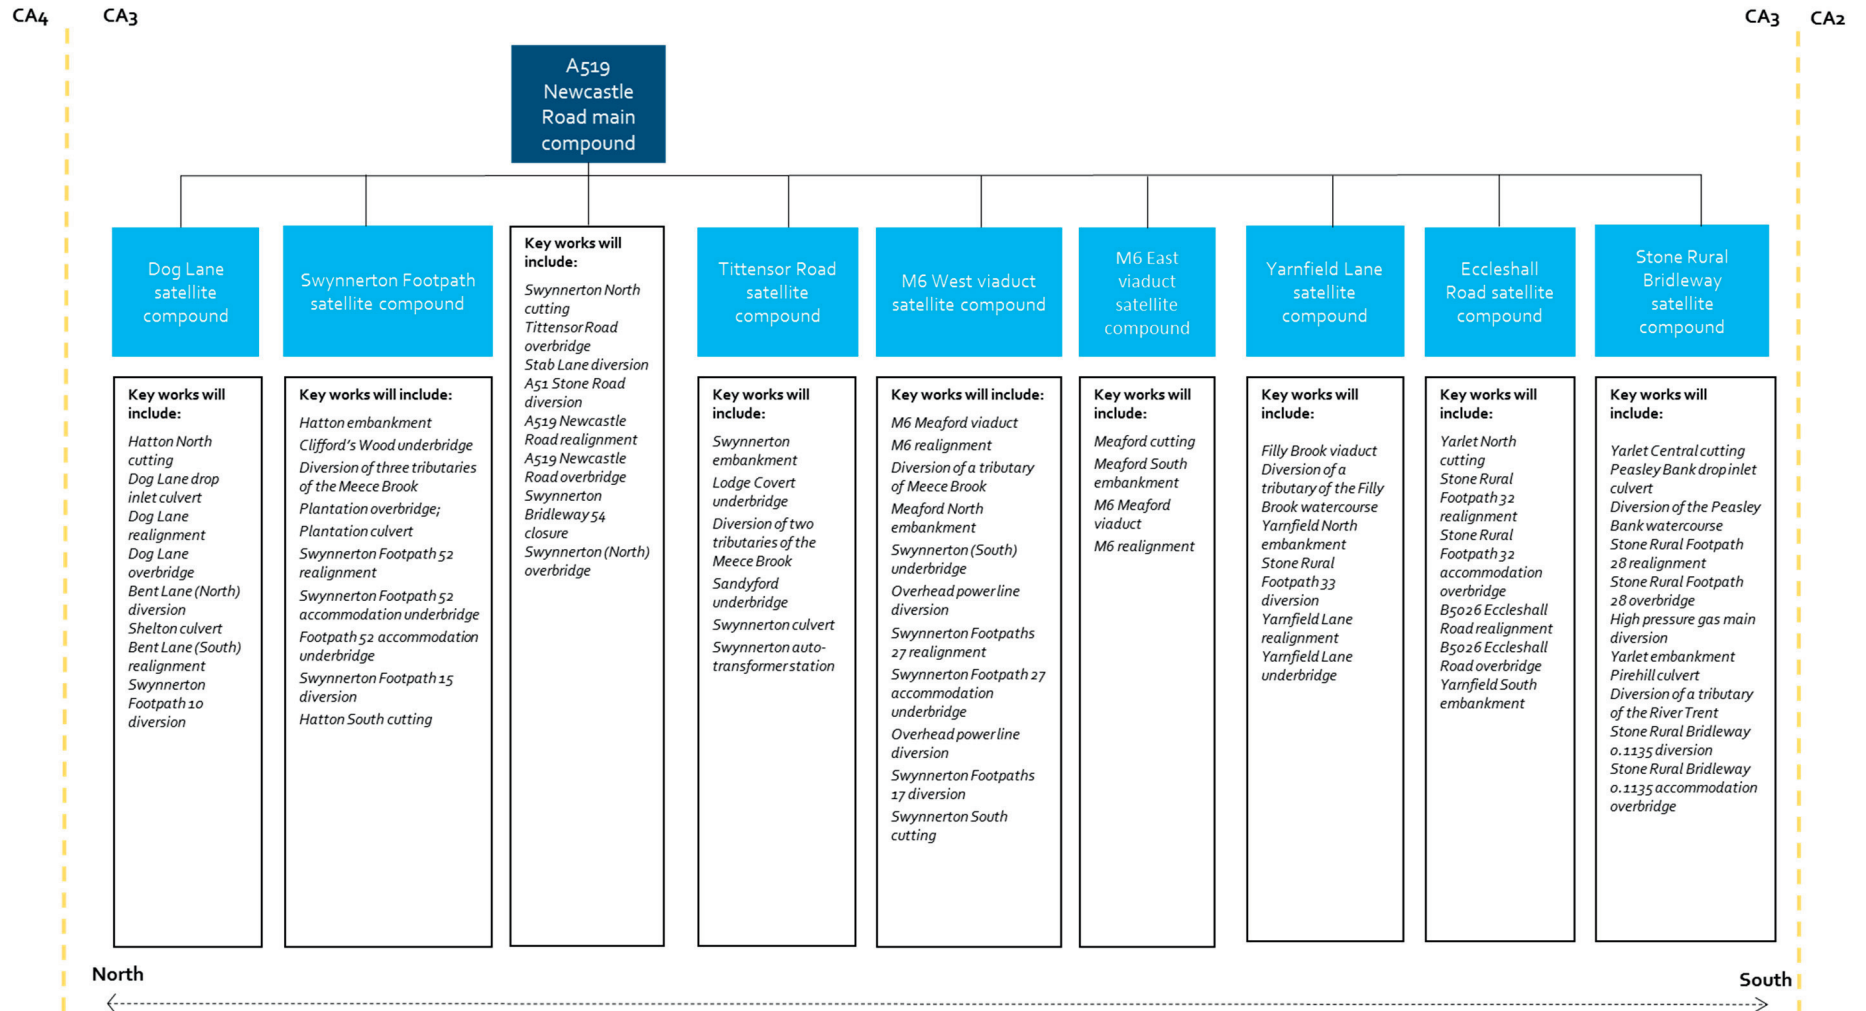 CA4
CA3
CA3
CA2
A519
Newcastle
Road main
compound
Dog Lane
satellite
compound
Swynnerton Footpath
satellite compound
Key works will
include:
Swynnerton North
cutting
Tittensor Road
overbridge
Stab Lane diversion
A51 Stone Road
diversion
A519 Newcastle
Road realignment
A519 Newcastle
Road overbridge
Swynnerton
Bridleway 54
closure
Swynnerton (North)
overbridge
Tittensor Road
satellite
compound
M6 West viaduct
satellite compound
M6 East
viaduct
satellite
compound
Yarnfield Lane
satellite
compound
Eccleshall
Road satellite
compound
Stone Rural
Bridleway
satellite
compound
Key works will
include:
Hatton North
cutting
Dog Lane drop
inlet culvert
Dog Lane
realignment
Dog Lane
overbridge
Bent Lane (North)
diversion
Shelton culvert
Bent Lane (South)
realignment
Swynnerton
Footpath 10
diversion
Key works will include:
Hatton embankment
Clifford's Wood underbridge
Diversion of three tributaries
of the Meece Brook
Plantation overbridge;
Plantation culvert
Swynnerton Footpath 52
realignment
Swynnerton Footpath 52
accommodation underbridge
Footpath 52 accommodation
underbridge
Swynnerton Footpath 15
diversion
Hatton South cutting
Key works will
include:
Swynnerton
embankment
Lodge Covert
underbridge
Diversion of two
tributaries of the
Meece Brook
Sandyford
underbridge
Swynnerton culvert
Swynnerton auto-
transformer station
Key works will include:
M6 Meaford viaduct
M6 realignment
Diversion of a tributary
of Meece Brook
Meaford North
embankment
Swynnerton (South)
underbridge
Overhead power line
diversion
Swynnerton Footpaths
27 realignment
Swynnerton Footpath 27
accommodation
underbridge
Overhead power line
diversion
Swynnerton Footpaths
17 diversion
Swynnerton South
cutting
Key works will
include:
Meaford cutting
Meaford South
embankment
M6 Meaford
viaduct
M6 realignment
Key works will
include:
Filly Brook viaduct
Diversion of a
tributary of the Filly
Brook watercourse
Yarnfield North
embankment
Stone Rural
Footpath 33
diversion
Yarnfield Lane
realignment
Yarnfield Lane
underbridge
Key works will
include:
Yarlet North
cutting
Stone Rural
Footpath 32
realignment
Stone Rural
Footpath 32
accommodation
overbridge
B5026 Eccleshall
Road realignment
B5026 Eccleshall
Road overbridge
Yarnfield South
embankment
Key works will
include:
Yarlet Central cutting
Peasley Bank drop inlet
culvert
Diversion of the Peasley
Bank watercourse
Stone Rural Footpath
28 realignment
Stone Rural Footpath
28 overbridge
High pressure gas main
diversion
Yarlet embankment
Pirehill culvert
Diversion of a tributary
of the River Trent
Stone Rural Bridleway
0.1135 diversion
Stone Rural Bridleway
0.1135 accommodation
overbridge
North
South